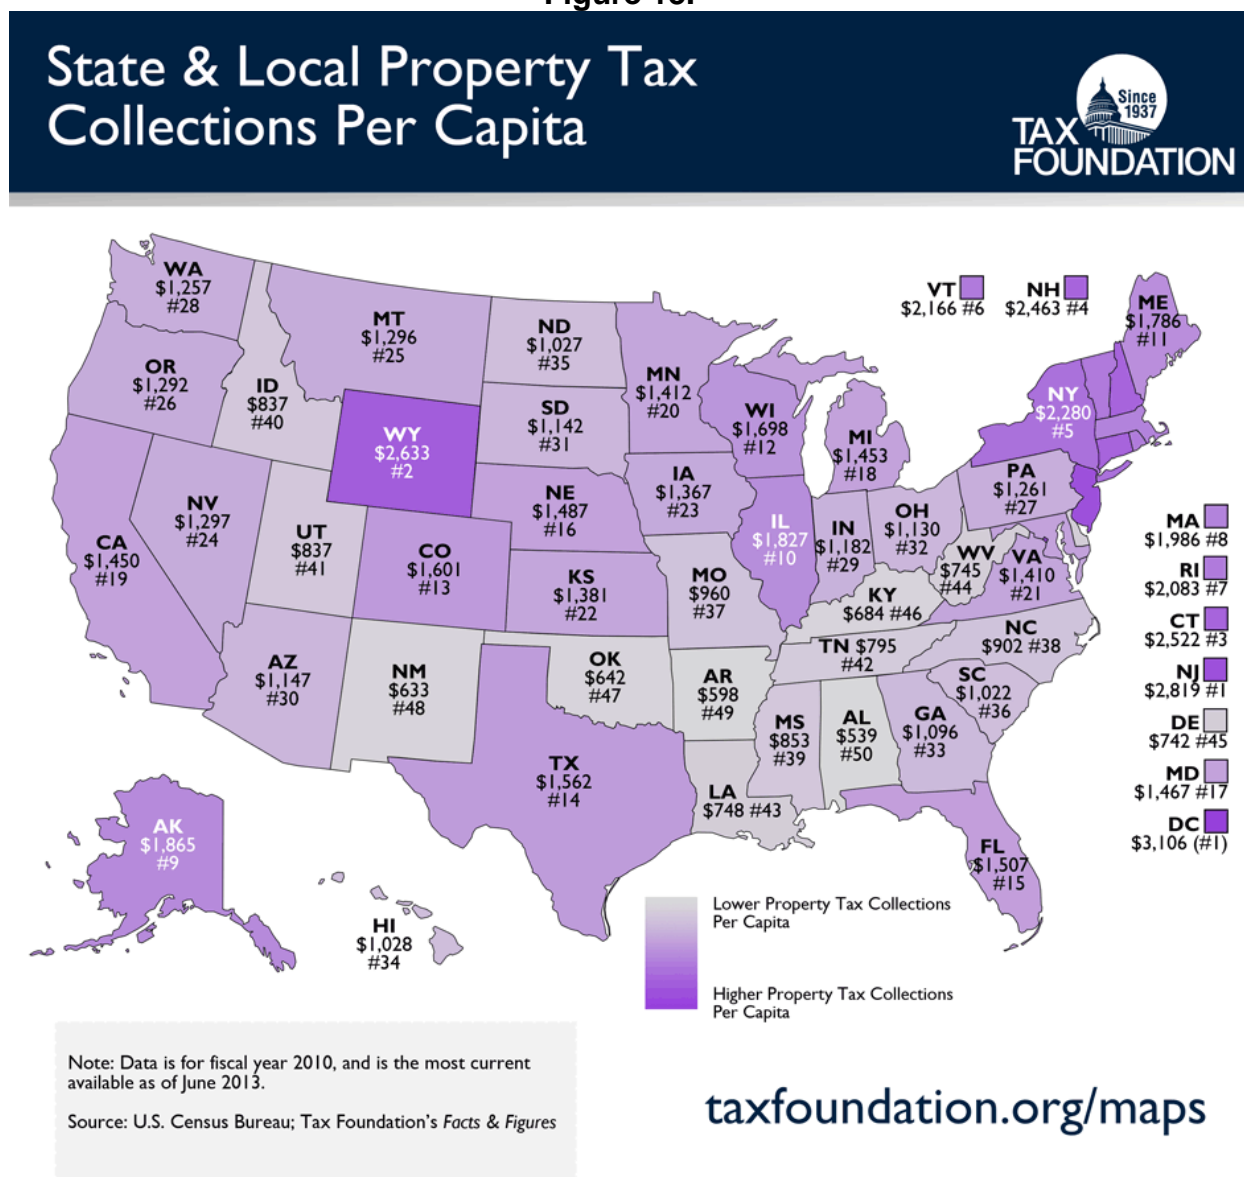 Figure 13.
State & Local Property Tax
Collections Per Capita
Since
1937
TAX
FOUNDATION
WA
$1,257
#28
MT
$1,296
#25
ND
$1,027
#35
VT
$2,166 #6
NH
$2,463 #4
ME
$1,786
#11
OR
$1,292
#26
ID
$837
#40
MN
$1,412
#20
WI
$1,698
#12
NY
$2,280
#5
WY
$2,633
#2
SD
$1,142
#31
MI
$1,453
#18
NV
$1,297
#24
UT
$837
#41
CA
$1,450
#19
CO
$1,601
#13
NE
$1,487
#16
IA
$1,367
#23
IL
$1,827
#10
IN
$1,182
#29
OH
$1,130
#32
PA
$1,261
#27
WV
$745
#44
VA
$1,410
#21
KS
$1,381
#22
MO
$960
#37
KY
$684 #46
NC
$902 #38
TN $795
#42
SC
$1,022
#36
AZ
$1,147
#30
NM
$633
#48
OK
$642
#47
AR
$598
#49
MS
$853
#39
AL
$539
#50
GA
$1,096
#33
TX
$1,562
#14
LA
$748 #43
FL
$1,507
#15
AK
$1,865
#9
HI
$1,028
#34
MA
$1,986 #8
RI
$2,083 #7
CT
$2,522 #3
NJ
$2,819 #1
DE
$742 #45
MD
$1,467 #17
DC
$3,106 (#1)
Lower Property Tax Collections
Per Capita
Higher Property Tax Collections
Per Capita
Note: Data is for fiscal year 2010, and is the most current
available as of June 2013.
Source: U.S. Census Bureau; Tax Foundation's Facts & Figures
taxfoundation.org/maps